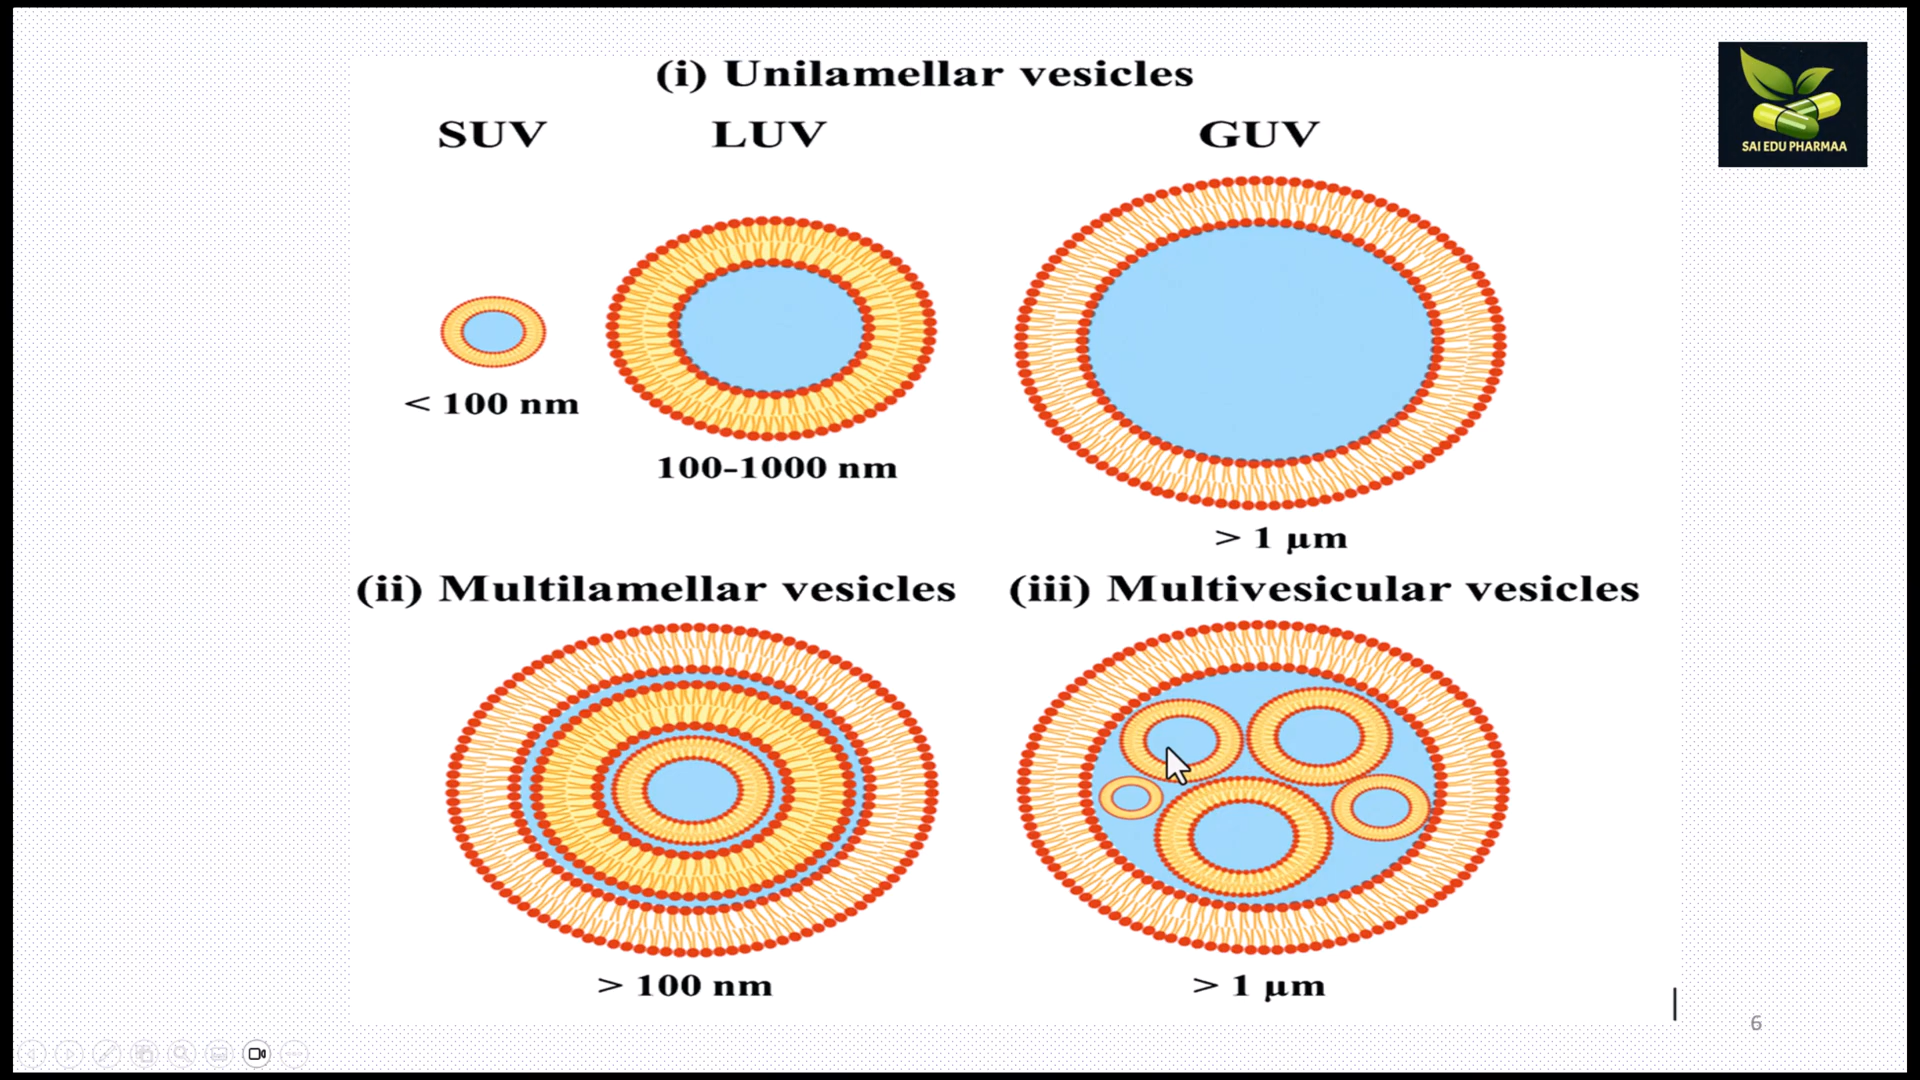 (i) Unilamellar vesicles
SUV LUV GUV
SAI EDU PHARMAA
< 100 nm
100-1000 nm
> 1 μm
(ii) Multilamellar vesicles (iii) Multivesicular vesicles
> 100 nm > 1 μm
6